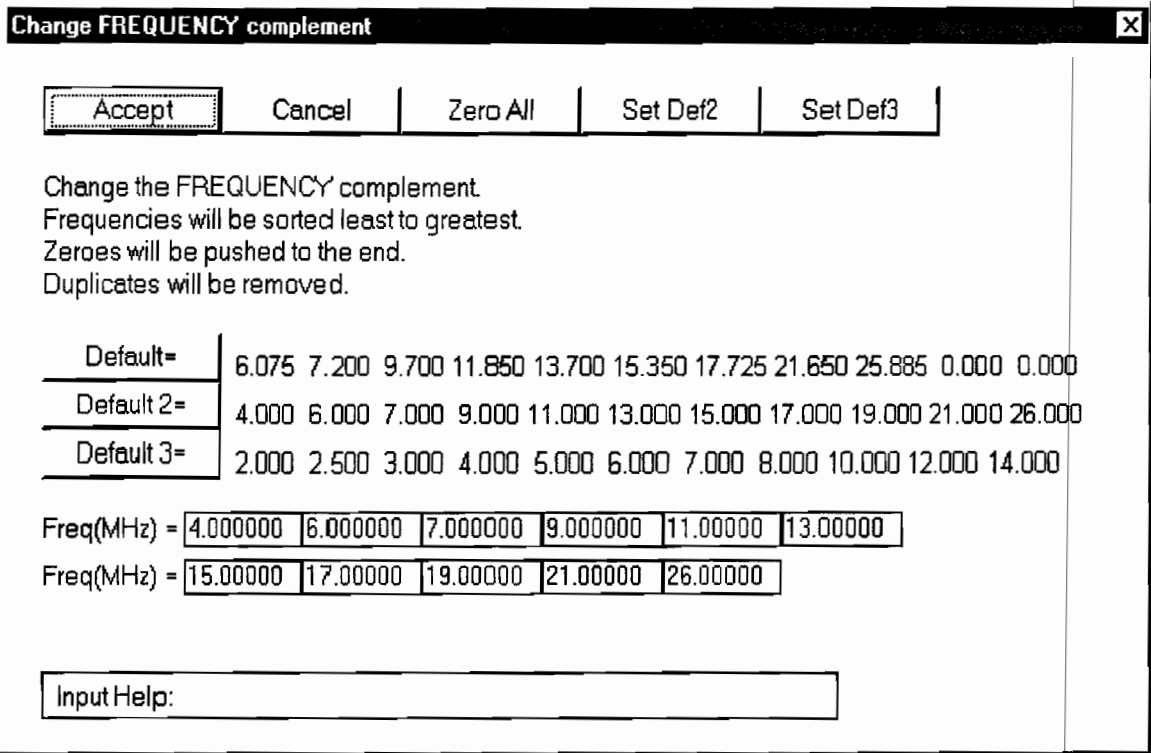 Change FREQUENCY complement X
Accept Cancel Zero All Set Def2 Set Def3
Change the FREQUENCY complement.
Frequencies will be sorted least to greatest.
Zeroes will be pushed to the end.
Duplicates will be removed.
Default= 6.075 7.200 9.700 11.850 13.700 15.350 17.725 21.650 25.885 0.000 0.000
Default 2= 4.000 6.000 7.000 9.000 11.000 13.000 15.000 17.000 19.000 21.000 26.000
Default 3= 2.000 2.500 3.000 4.000 5.000 6.000 7.000 8.000 10.000 12.000 14.000
Freq(MHz) = 4.000000 6.000000 7.000000 9.000000 11.00000 13.00000
Freq(MHz) = 15.00000 17.00000 19.00000 21.00000 26.00000
Input Help: